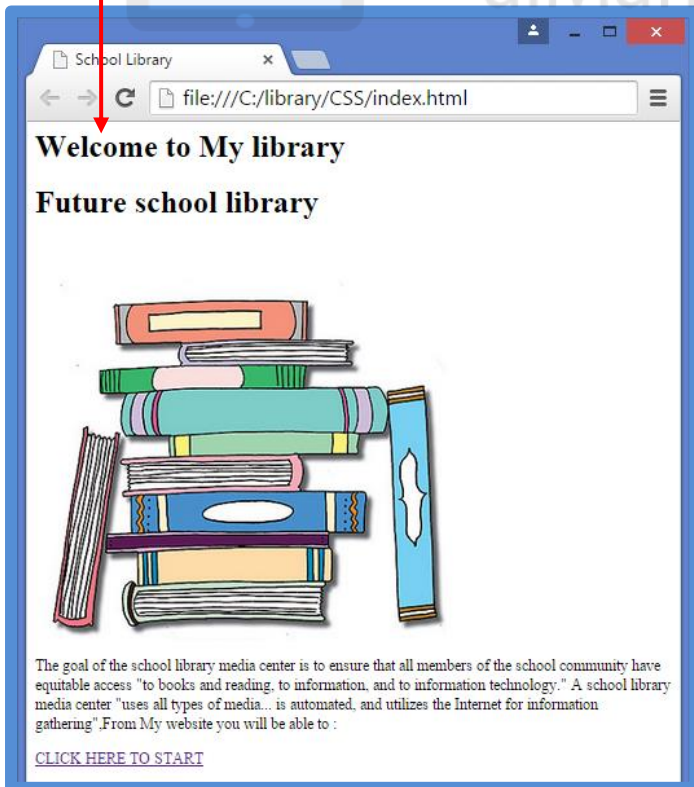 School Library
file:///C:/library/CSS/index.html
Welcome to My library
Future school library
The goal of the school library media center is to ensure that all members of the school community have
equitable access "to books and reading, to information, and to information technology." A school library
media center "uses all types of media... is automated, and utilizes the Internet for information
gathering",From My website you will be able to :
CLICK HERE TO START